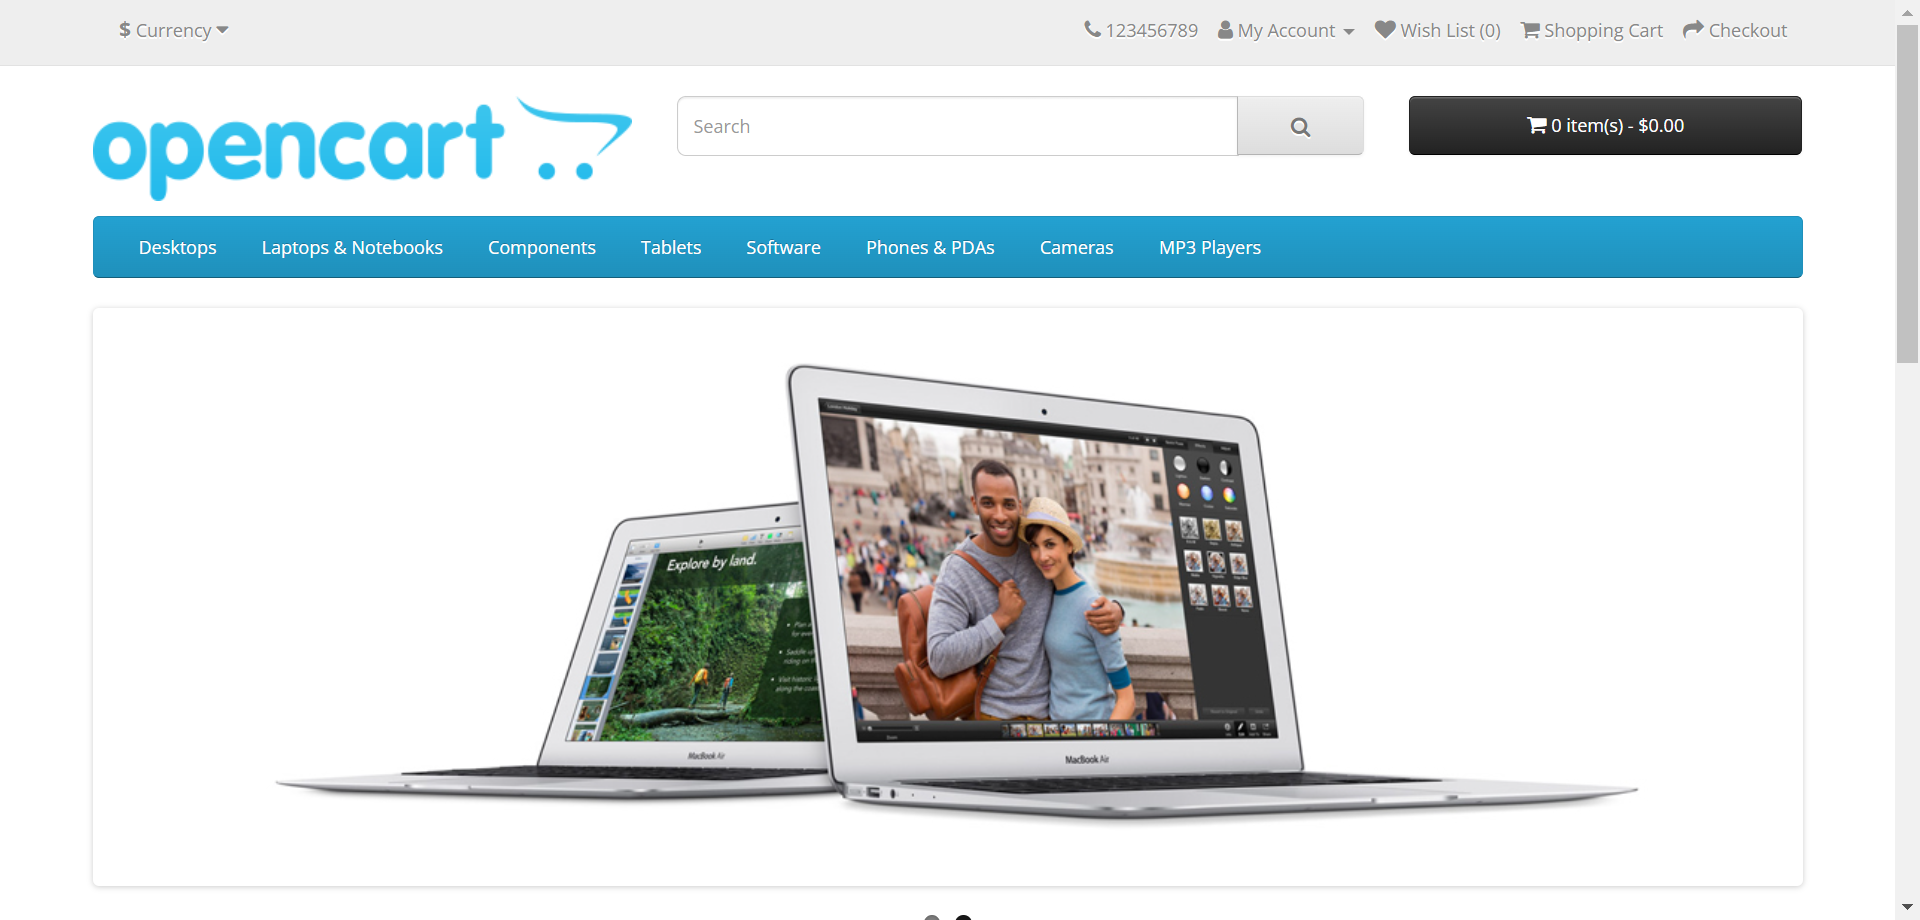 $ Currency
123456789 My Account Wish List (0) Shopping Cart Checkout
opencart
Search
0 item(s) - $0.00
Desktops Laptops & Notebooks Components Tablets Software Phones & PDAs Cameras MP3 Players
Explore by land.
MacBook Air
MacBook Air